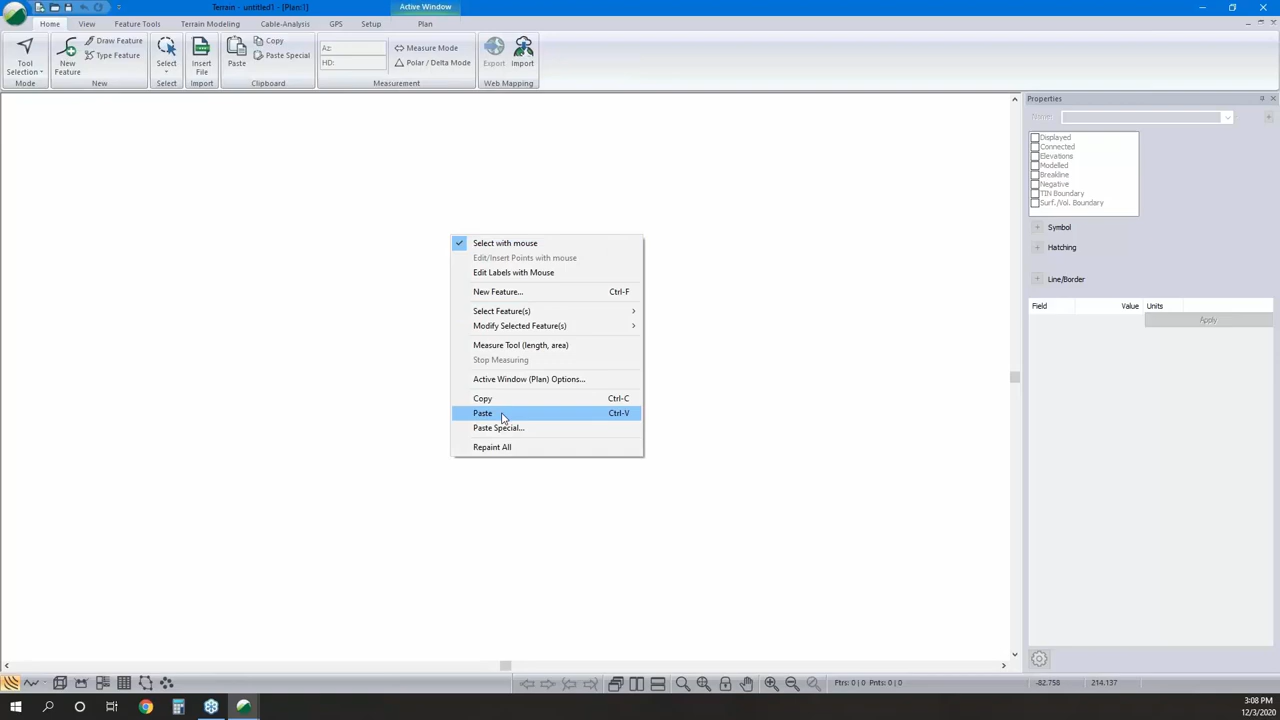 Terrain - untitled1 - [Plan:1]
Active Window
Home View Feature Tools Terrain Modeling Cable-Analysis GPS Setup Plan
Tool Selection
Mode
New Feature
Draw Feature
Type Feature
New
Select
Select
Insert File
Import
Paste
Copy
Paste Special
Clipboard
Az:
HD:
Measure Mode
Polar / Delta Mode
Measurement
Export
Import
Web Mapping
Select with mouse
Edit/Insert Points with mouse
Edit Labels with Mouse
New Feature... Ctrl-F
Select Feature(s)
Modify Selected Feature(s)
Measure Tool (length, area)
Stop Measuring
Active Window (Plan) Options...
Copy Ctrl-C
Paste Ctrl-V
Paste Special...
Repaint All
Properties
Name:
Displayed
Connected
Elevations
Modelled
Breakline
Negative
TIN Boundary
Surf./Vol. Boundary
Symbol
Hatching
Line/Border
Field Value Units
Apply
Ftrs: 0 | 0 Pnts: 0 | 0
-82.758 214.137
3:08 PM
12/3/2020